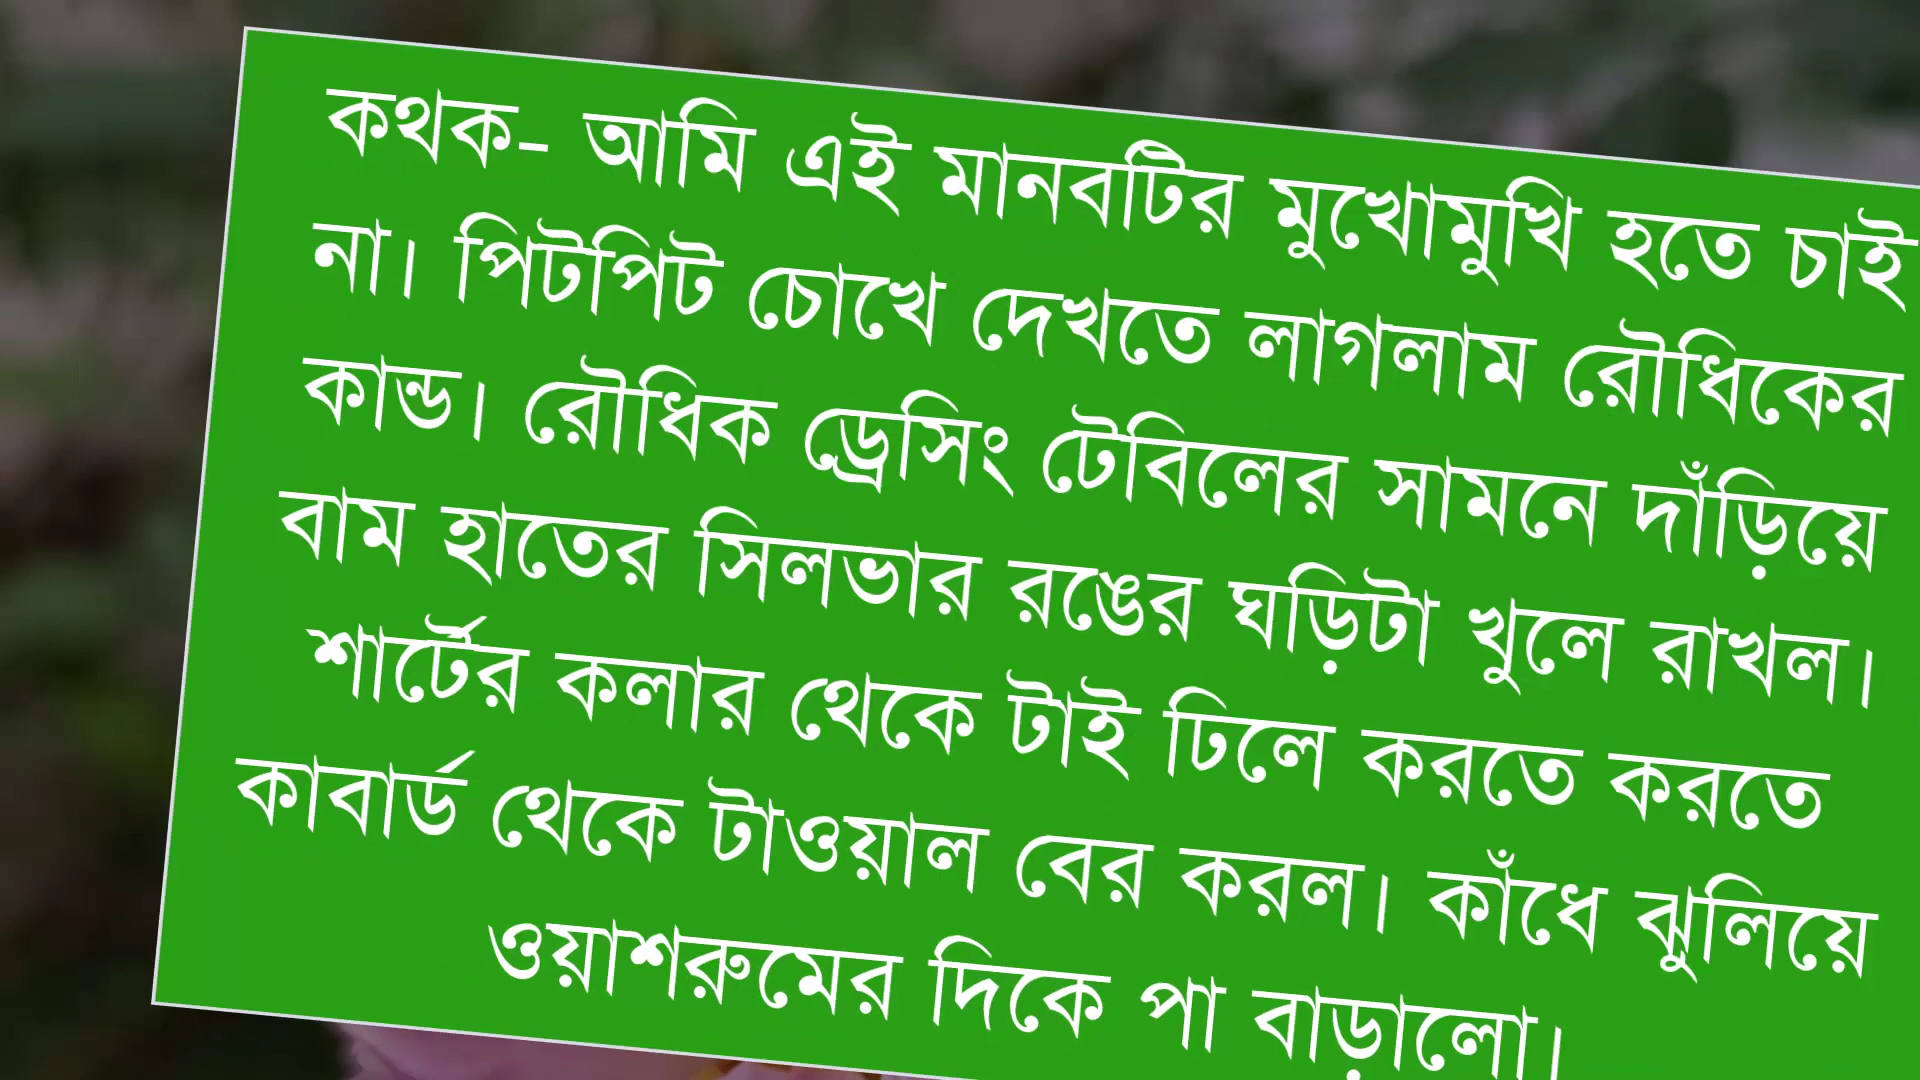 কথক- আমি এই মানবটির মুখোমুখি হতে চাই
না। পিটপিট চোখে দেখতে লাগলাম রৌধিকের
কান্ড। রৌধিক ড্রেসিং টেবিলের সামনে দাঁড়িয়ে
বাম হাতের সিলভার রঙের ঘড়িটা খুলে রাখল।
শার্টের কলার থেকে টাই ঢিলে করতে করতে
কাবার্ড থেকে টাওয়াল বের করল। কাঁধে ঝুলিয়ে
ওয়াশরুমের দিকে পা বাড়ালো।